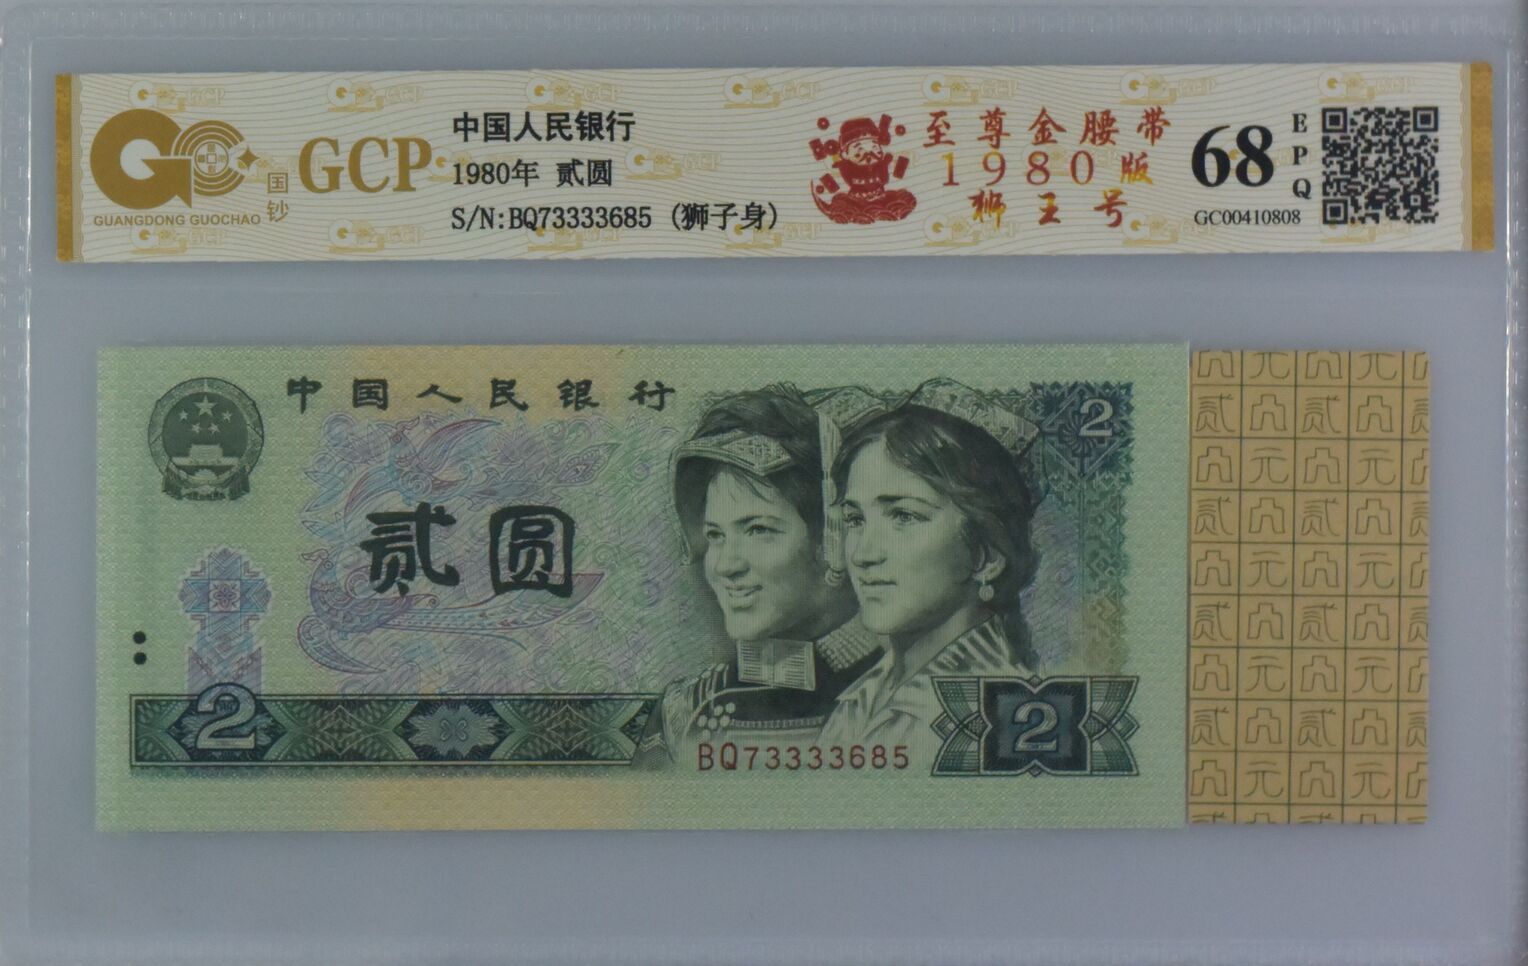 GCP
国钞
GUANGDONG GUOCHAO
中国人民银行
1980年 贰圆
S/N:BQ73333685 (狮子身)
至尊金腰带
1980版
狮王号
68
EPQ
GC00410808
中国人民银行
2
贰圆
2
BQ73333685
2